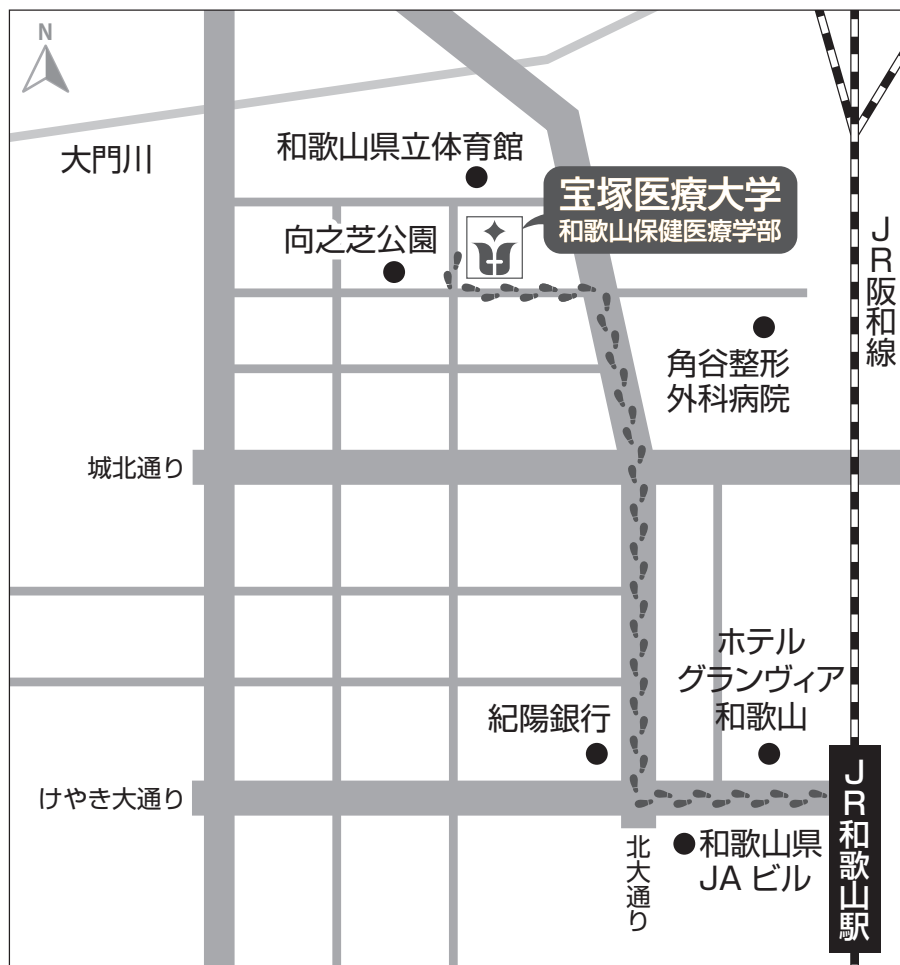 N
大門川
和歌山県立体育館
宝塚医療大学
和歌山保健医療学部
向之芝公園
JR阪和線
角谷整形
外科病院
城北通り
ホテル
グランヴィア
和歌山
紀陽銀行
けやき大通り
JR和歌山駅
北大通り
和歌山県
JA ビル